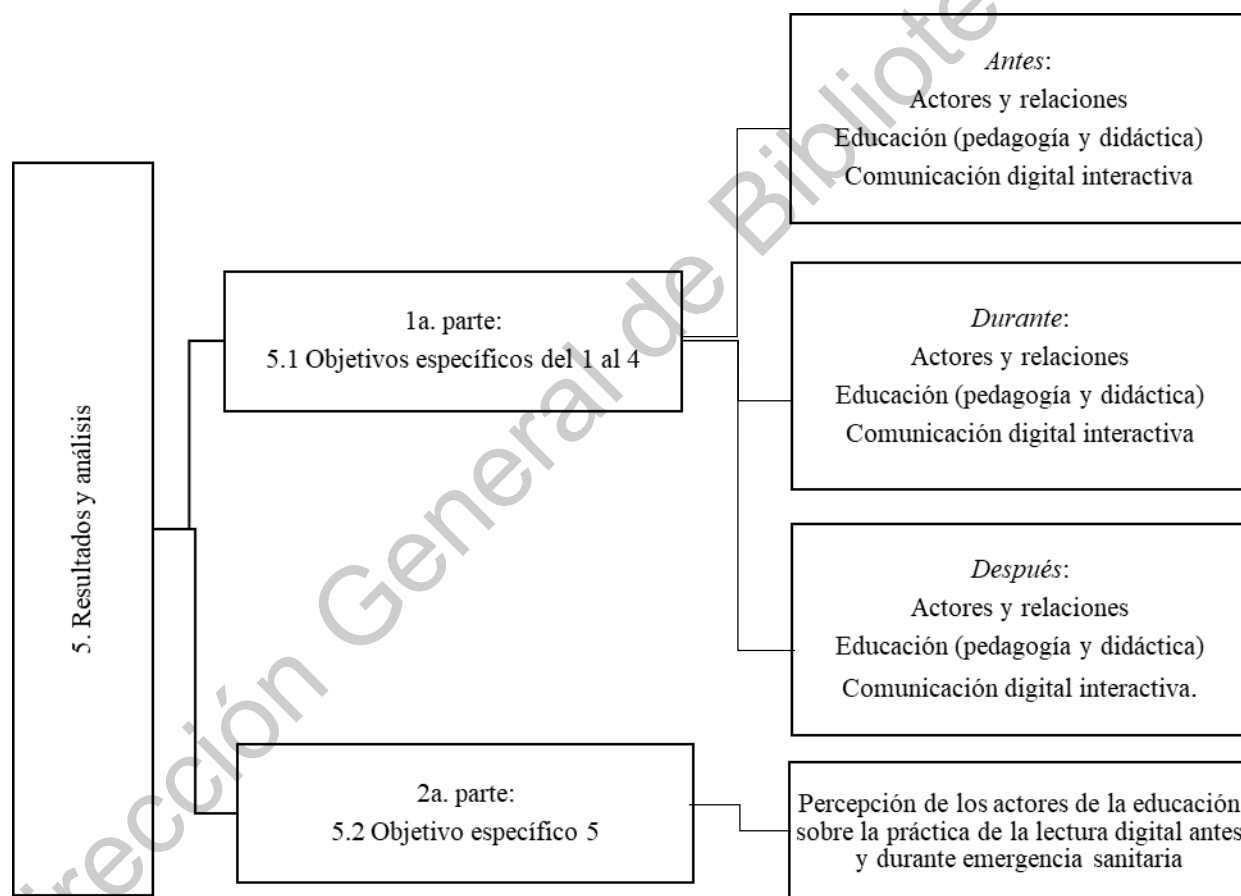 5. Resultados y análisis
1a. parte:
5.1 Objetivos específicos del 1 al 4
Antes:
Actores y relaciones
Educación (pedagogía y didáctica)
Comunicación digital interactiva
Durante:
Actores y relaciones
Educación (pedagogía y didáctica)
Comunicación digital interactiva
Después:
Actores y relaciones
Educación (pedagogía y didáctica)
Comunicación digital interactiva.
2a. parte:
5.2 Objetivo específico 5
Percepción de los actores de la educación
sobre la práctica de la lectura digital antes
y durante emergencia sanitaria
rección General de Bibliote